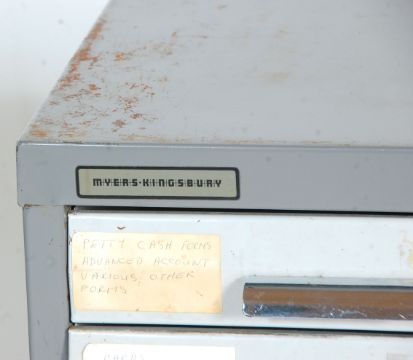 MYERS·KINGSBURY
PETTY CASH FORMS
ADVANCED ACCOUNT
VARIOUS, OTHER
FORMS